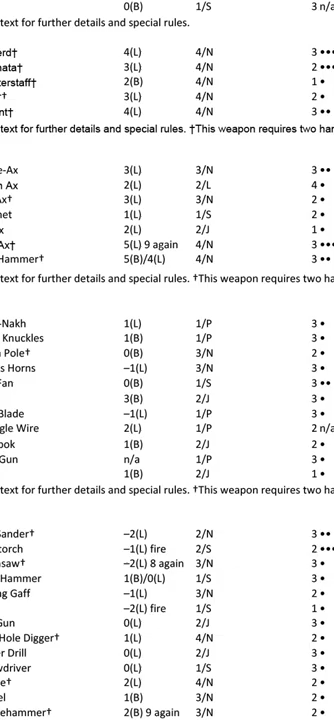 0(B) 1/S 3 n/a
text for further details and special rules.
erd† 4(L) 4/N 3 •••
nata† 3(L) 4/N 2 •••
terstaff† 2(B) 4/N 1 •
† 3(L) 4/N 2 •
nt† 4(L) 4/N 3 ••
text for further details and special rules. †This weapon requires two har
e-Ax 3(L) 3/N 3 ••
n Ax 2(L) 2/L 4 •
Ax† 3(L) 3/N 2 •
net 1(L) 1/S 2 •
x 2(L) 2/J 1 •
Ax† 5(L) 9 again 4/N 3 •••
Hammer† 5(B)/4(L) 4/N 3 ••
text for further details and special rules. †This weapon requires two ha
-Nakh 1(L) 1/P 3 •
Knuckles 1(B) 1/P 3 •
Pole† 0(B) 3/N 2 •
s Horns –1(L) 3/N 3 •
Fan 0(B) 1/S 3 ••
3(B) 2/J 3 •
Blade –1(L) 1/P 3 •
gle Wire 2(L) 1/P 2 n/a
ook 1(B) 2/J 2 •
Gun n/a 1/P 3 •
1(B) 2/J 1 •
text for further details and special rules. †This weapon requires two ha
Sander† –2(L) 2/N 3 ••
torch –1(L) fire 2/S 2 •••
nsaw† –2(L) 8 again 3/N 3 •
Hammer 1(B)/0(L) 1/S 3 •
ng Gaff –1(L) 3/N 2 •
–2(L) fire 1/S 1 •
Gun 0(L) 2/J 3 •
Hole Digger† 1(L) 4/N 2 •
r Drill 0(L) 2/J 3 •
wdriver 0(L) 1/S 3 •
e† 2(L) 4/N 2 •
el 1(B) 3/N 2 •
ehammer† 2(B) 9 again 3/N 2 •